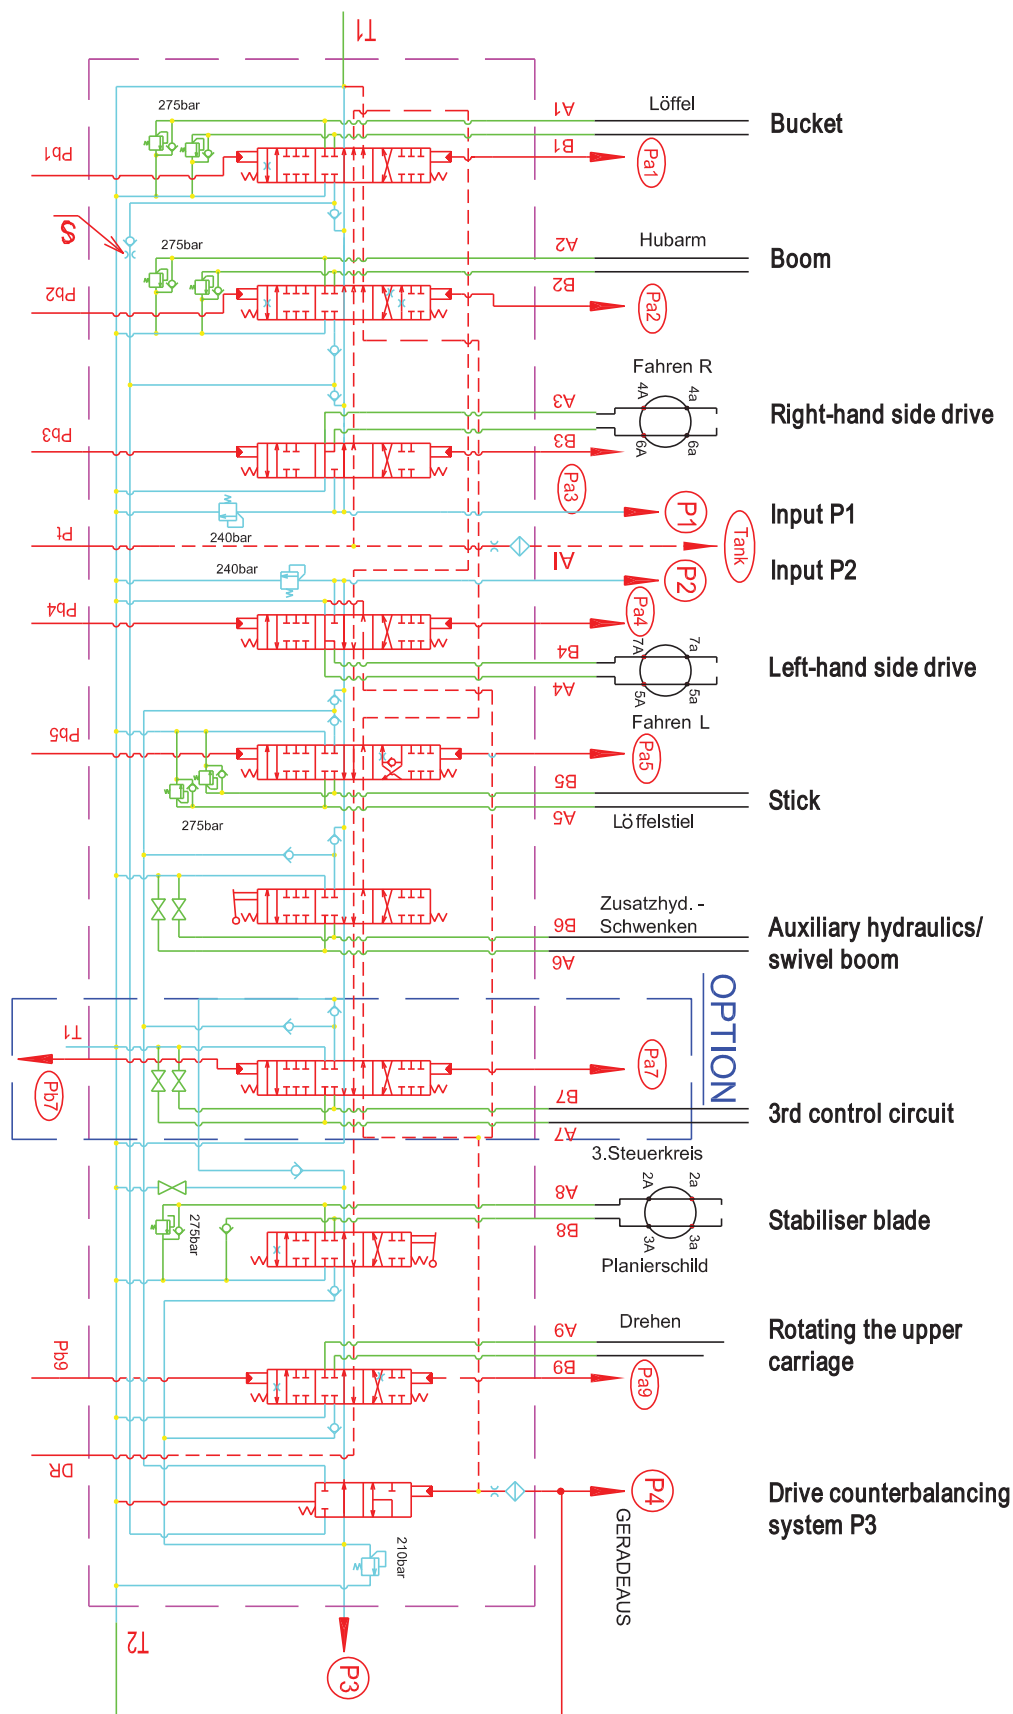 T1
275bar
A1
Löffel
Bucket
Pb1
B1
Pa1
S
275bar
A2
Hubarm
Boom
Pb2
B2
Pa2
Fahren R
A3
4A
4a
Right-hand side drive
Pb3
B3
6A
6a
Pa3
P1
Input P1
Pt
240bar
Al
Tank
240bar
P2
Input P2
Pb4
Pa4
B4
7A
7a
Left-hand side drive
A4
5A
5a
Fahren L
Pb5
Pa5
B5
Stick
275bar
A5
Löffelstiel
Zusatzhyd. -
B6
Schwenken
Auxiliary hydraulics/
swivel boom
A6
OPTION
T1
Pb7
Pa7
B7
3rd control circuit
A7
3.Steuerkreis
A8
2A
2a
275bar
B8
3A
3a
Stabiliser blade
Planierschild
A9
Drehen
Rotating the upper
carriage
Pb9
B9
Pa9
DR
P4
Drive counterbalancing
system P3
GERADEAUS
210bar
T2
P3